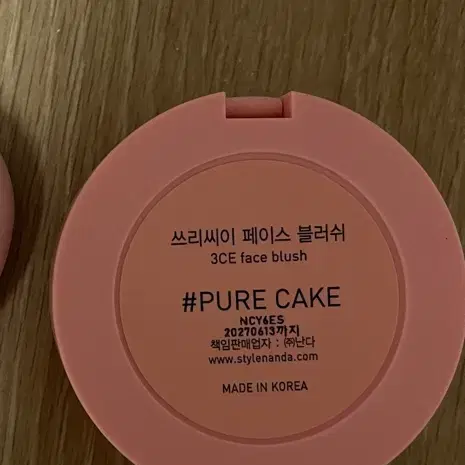 쓰리씨이 페이스 블러쉬
3CE face blush
#PURE CAKE
NCY6ES
20270613까지
책임판매업자 : ㈜난다
www.stylenanda.com
MADE IN KOREA